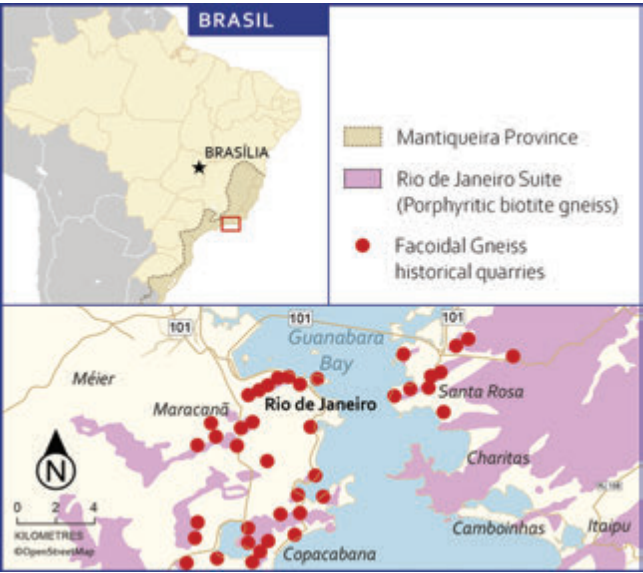 BRASIL
BRASÍLIA
Mantiqueira Province
Rio de Janeiro Suite
(Porphyritic biotite gneiss)
Facoidal Gneiss
historical quarries
101
101
101
Guanabara
Bay
Méier
Maracanã
Rio de Janeiro
Santa Rosa
Charitas
N
0 2 4
KILOMETRES
©OpenStreetMap
Camboinhas
Itaipu
Copacabana